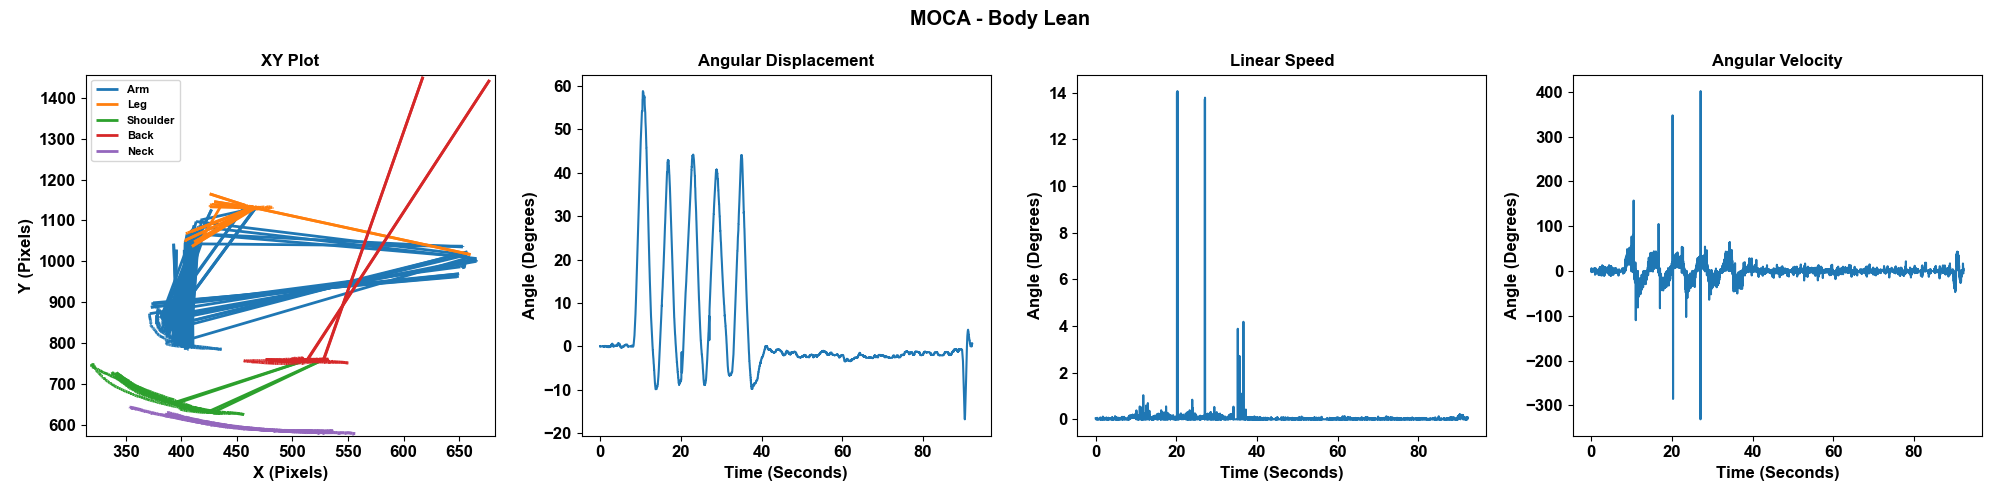 MOCA - Body Lean
XY Plot
Arm
Leg
Shoulder
Back
Neck
1400
1300
1200
1100
1000
900
800
700
600
350 400 450 500 550 600 650
Y (Pixels)
X (Pixels)
Angular Displacement
60
50
40
30
20
10
0
−10
−20
0 20 40 60 80
Angle (Degrees)
Time (Seconds)
Linear Speed
14
12
10
8
6
4
2
0
0 20 40 60 80
Angle (Degrees)
Time (Seconds)
Angular Velocity
400
300
200
100
0
−100
−200
−300
0 20 40 60 80
Angle (Degrees)
Time (Seconds)